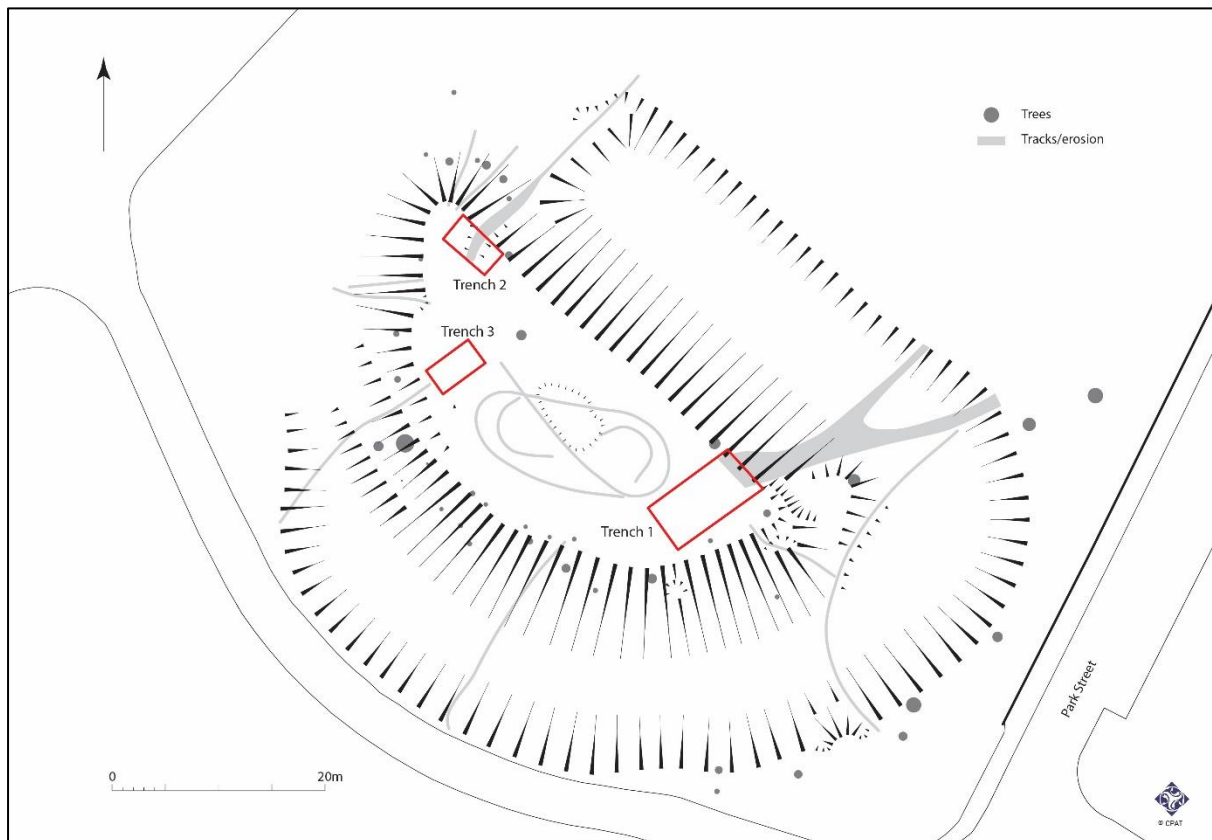 Trees
Tracks/erosion
Trench 2
Trench 3
Trench 1
Park Street
0 20m
© CPAT